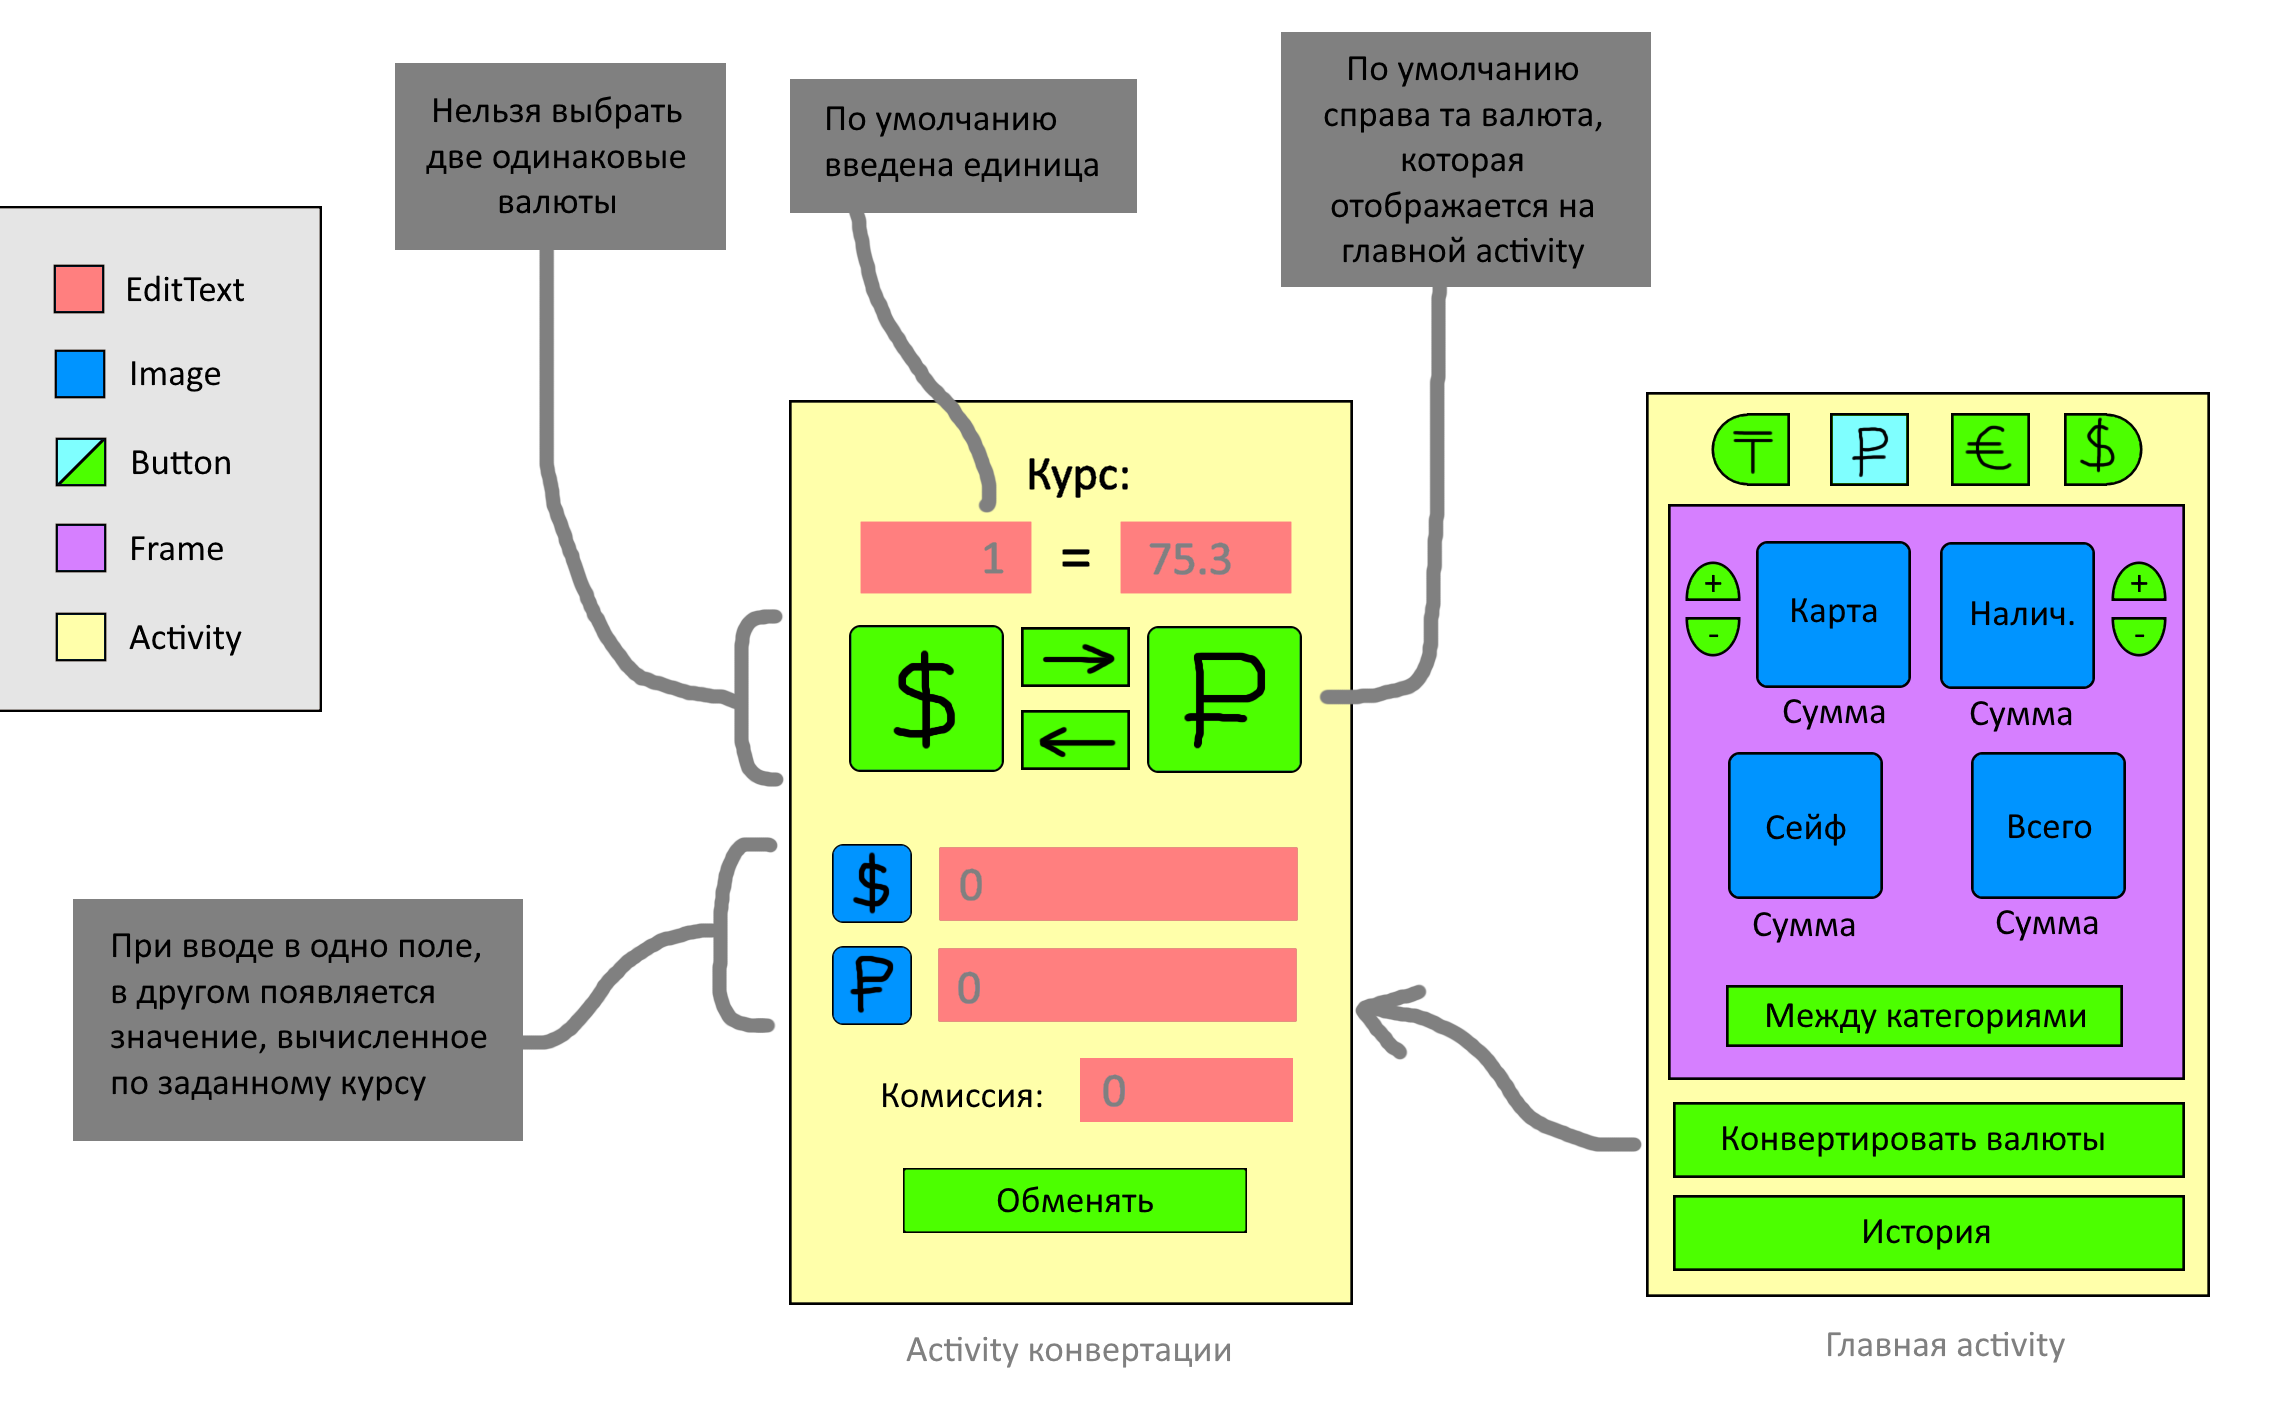 Нельзя выбрать
две одинаковые
валюты
По умолчанию
введена единица
По умолчанию
справа та валюта,
которая
отображается на
главной activity
EditText
Image
Button
Frame
Activity
Курс:
1 = 75.3
$ → ₽
←
$ 0
₽ 0
Комиссия: 0
Обменять
Activity конвертации
При вводе в одно поле,
в другом появляется
значение, вычисленное
по заданному курсу
₸ ₽ € $
+ Карта Налич. +
- -
Сумма Сумма
Сейф Всего
Сумма Сумма
Между категориями
Конвертировать валюты
История
Главная activity